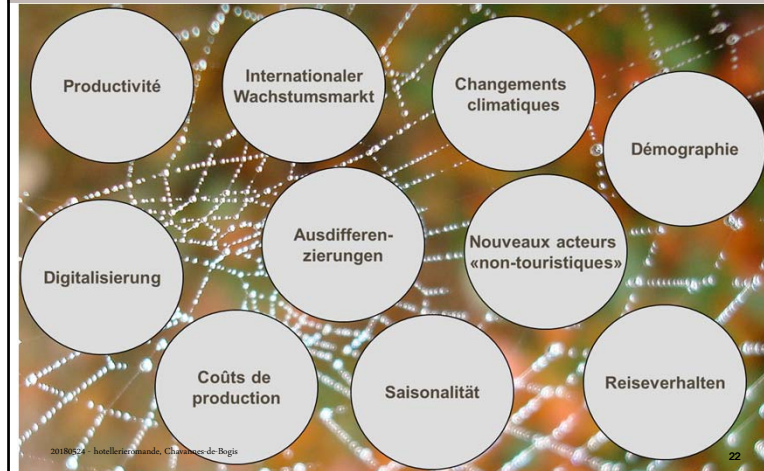 Productivité
Internationaler
Wachstumsmarkt
Changements
climatiques
Démographie
Digitalisierung
Ausdifferen-
zierungen
Nouveaux acteurs
«non-touristiques»
Coûts de
production
Saisonalität
Reiseverhalten
20180524 - hotellerieromande, Chavannes-de-Bogis
22